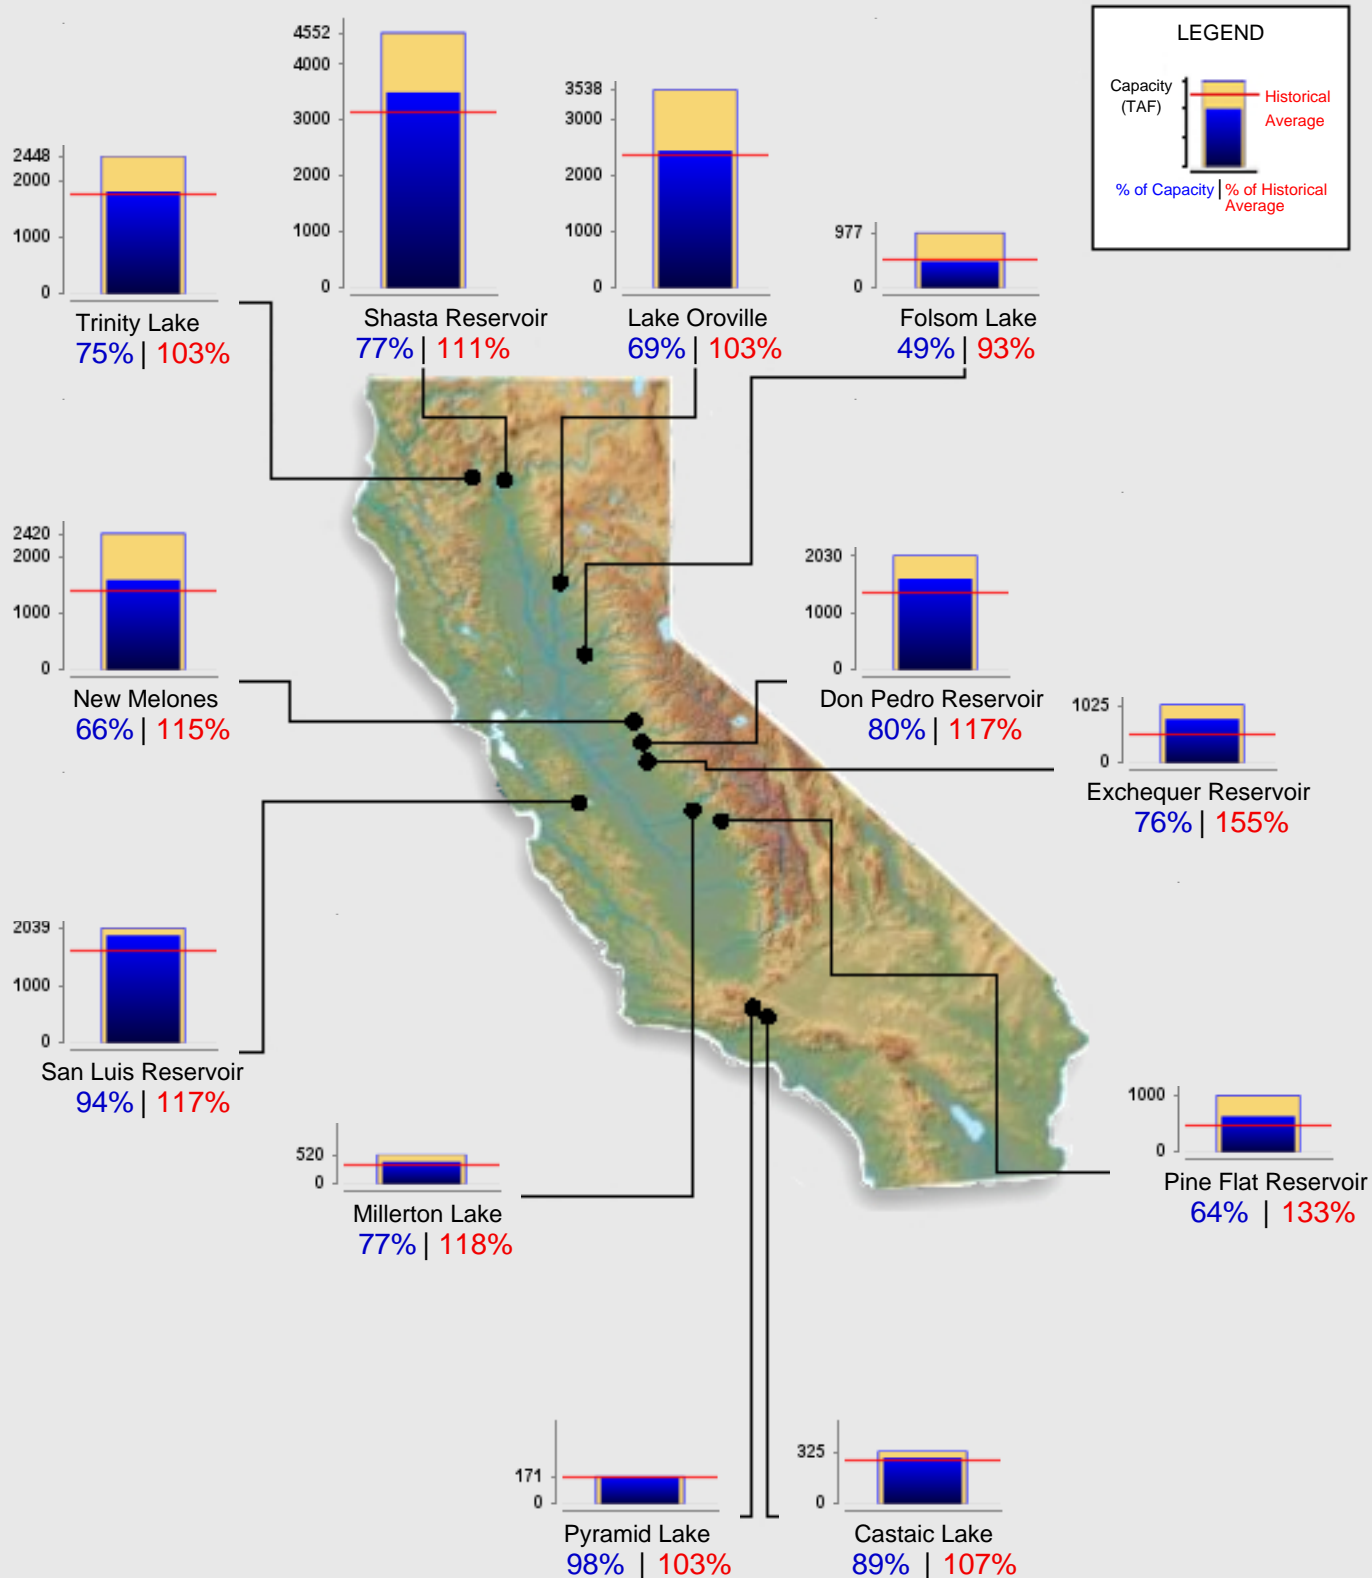 LEGEND
Capacity
(TAF)
Historical
Average
% of Capacity | % of Historical
Average
4552
4000
3000
2000
1000
0
Shasta Reservoir
77% | 111%
3538
3000
2000
1000
0
Lake Oroville
69% | 103%
2448
2000
1000
0
Trinity Lake
75% | 103%
977
0
Folsom Lake
49% | 93%
2420
2000
1000
0
New Melones
66% | 115%
2030
1000
0
Don Pedro Reservoir
80% | 117%
1025
0
Exchequer Reservoir
76% | 155%
2039
1000
0
San Luis Reservoir
94% | 117%
520
0
Millerton Lake
77% | 118%
1000
0
Pine Flat Reservoir
64% | 133%
171
0
Pyramid Lake
98% | 103%
325
0
Castaic Lake
89% | 107%